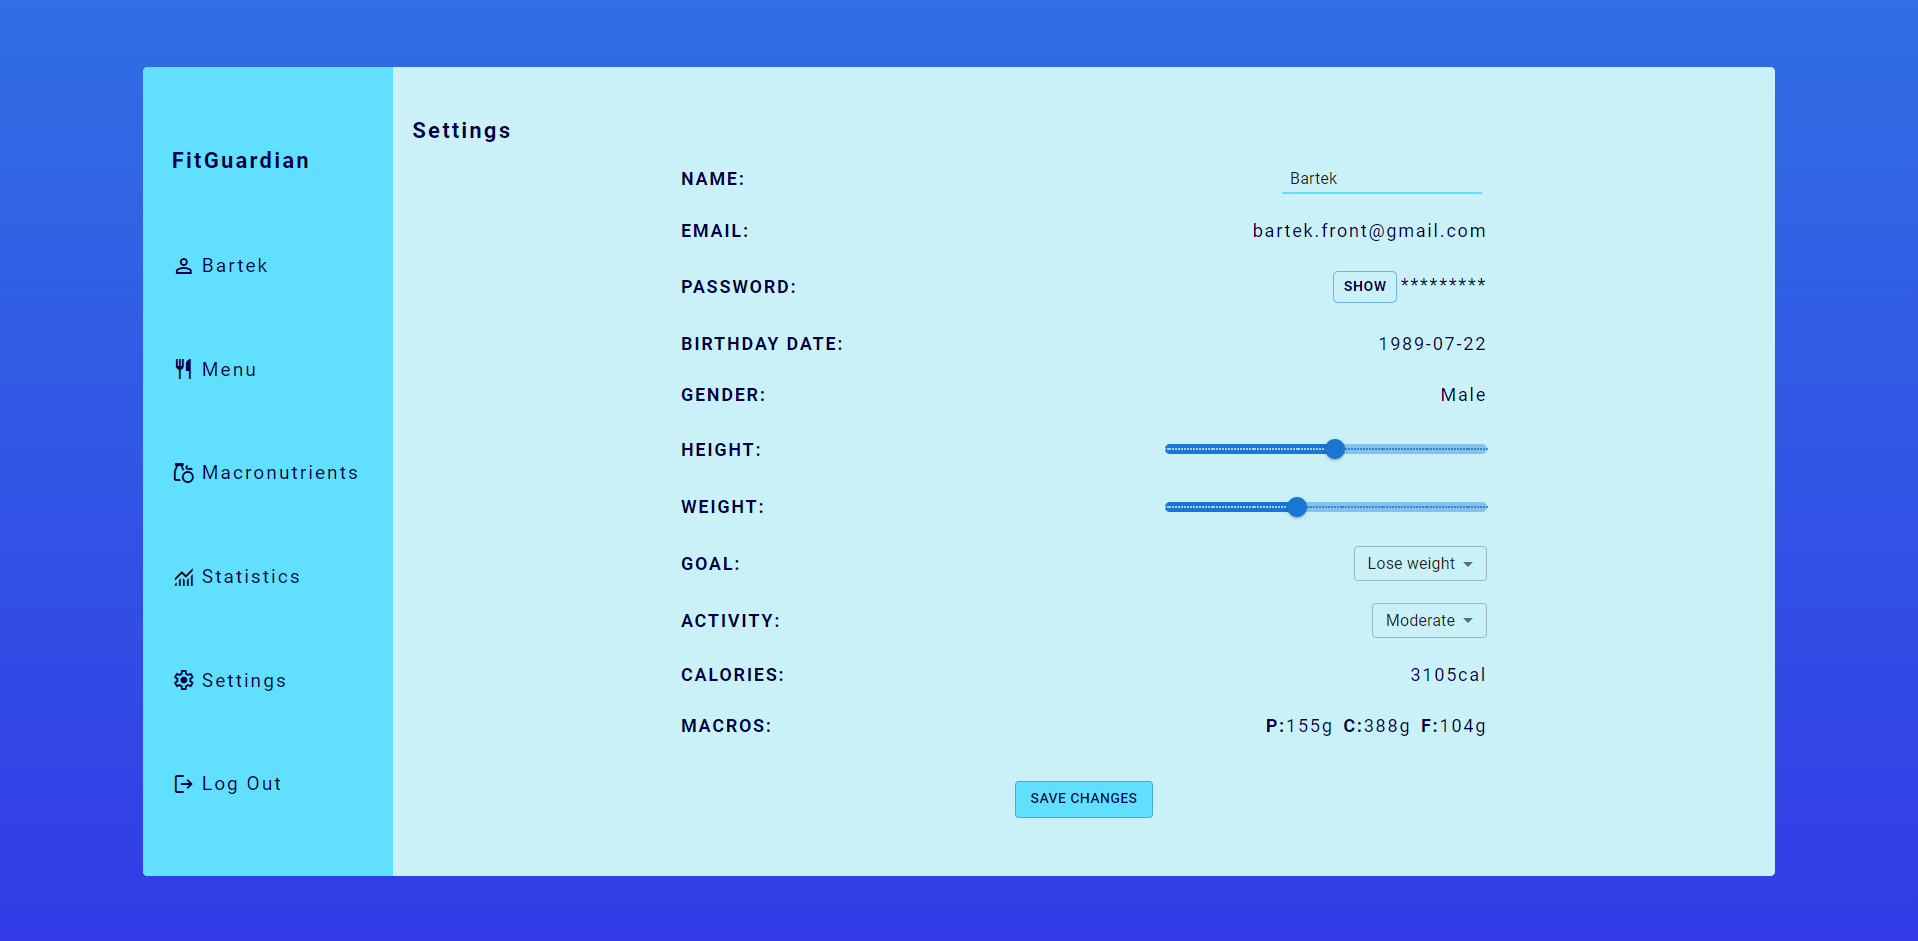 FitGuardian
Bartek
Menu
Macronutrients
Statistics
Settings
Log Out
Settings
NAME: Bartek
EMAIL: bartek.front@gmail.com
PASSWORD: SHOW *********
BIRTHDAY DATE: 1989-07-22
GENDER: Male
HEIGHT:
WEIGHT:
GOAL: Lose weight
ACTIVITY: Moderate
CALORIES: 3105cal
MACROS: P:155g C:388g F:104g
SAVE CHANGES